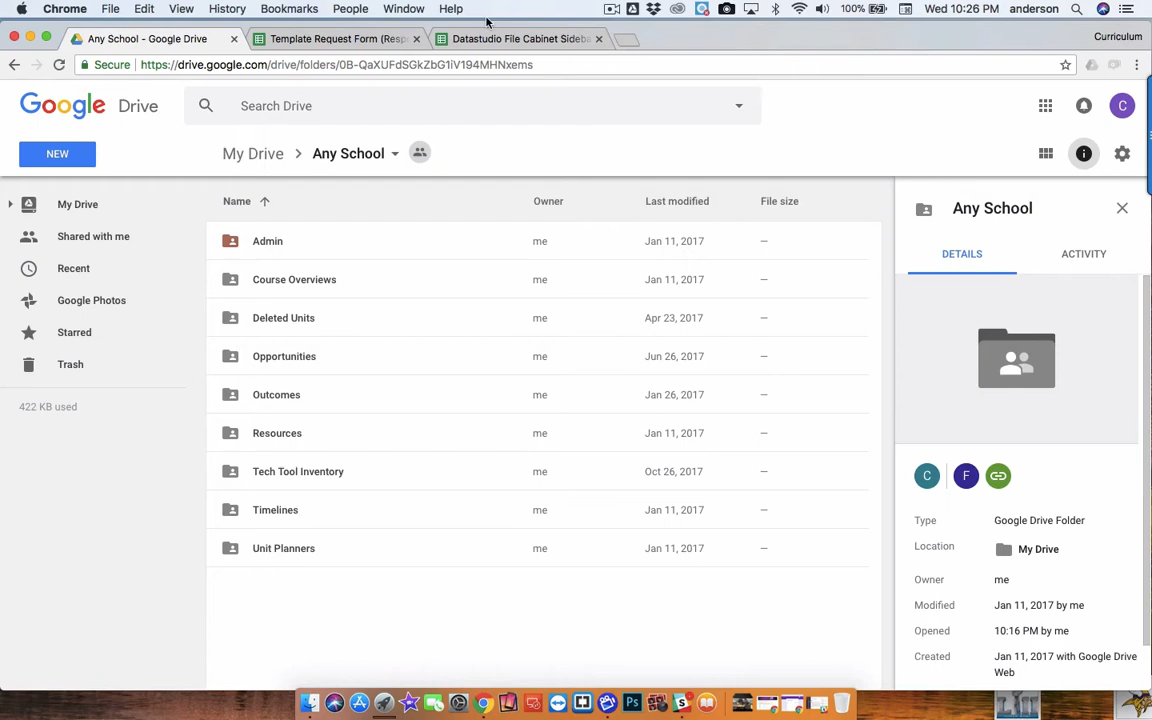 Chrome File Edit View History Bookmarks People Window Help 100% Wed 10:26 PM anderson
Any School - Google Drive Template Request Form (Resp Datastudio File Cabinet Sideba Curriculum
Secure https://drive.google.com/drive/folders/0B-QaXUFdSGkZbG1iV194MHNxems
Google Drive Search Drive C
NEW My Drive > Any School
My Drive
Shared with me
Recent
Google Photos
Starred
Trash
422 KB used
Name Owner Last modified File size
Admin me Jan 11, 2017 —
Course Overviews me Jan 11, 2017 —
Deleted Units me Apr 23, 2017 —
Opportunities me Jun 26, 2017 —
Outcomes me Jan 26, 2017 —
Resources me Jan 11, 2017 —
Tech Tool Inventory me Oct 26, 2017 —
Timelines me Jan 11, 2017 —
Unit Planners me Jan 11, 2017 —
Any School
DETAILS ACTIVITY
C F
Type Google Drive Folder
Location My Drive
Owner me
Modified Jan 11, 2017 by me
Opened 10:16 PM by me
Created Jan 11, 2017 with Google Drive
Web
Ps